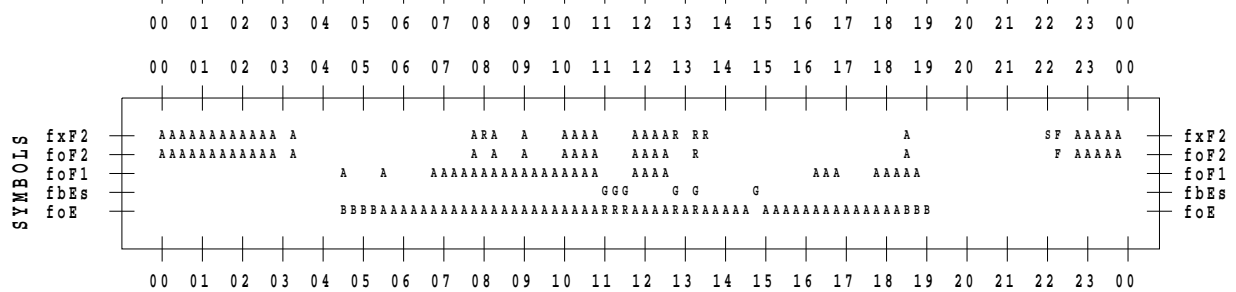 00 01 02 03 04 05 06 07 08 09 10 11 12 13 14 15 16 17 18 19 20 21 22 23 00
00 01 02 03 04 05 06 07 08 09 10 11 12 13 14 15 16 17 18 19 20 21 22 23 00
SYMBOLS
fxF2 AAAAAAAAAAAA A ARA A AAAA AAAAR RR A SF AAAAA fxF2
foF2 AAAAAAAAAAAA A A A A AAAA AAAA R A F AAAAA foF2
foF1 A A AAAAAAAAAAAAAAAAA AAAA AAA AAAAA foF1
fbEs GGG G G G fbEs
foE BBBBAAAAAAAAAAAAAAAAAAAAAARRRAAAARARAAAAA AAAAAAAAAAAAAABBB foE
00 01 02 03 04 05 06 07 08 09 10 11 12 13 14 15 16 17 18 19 20 21 22 23 00